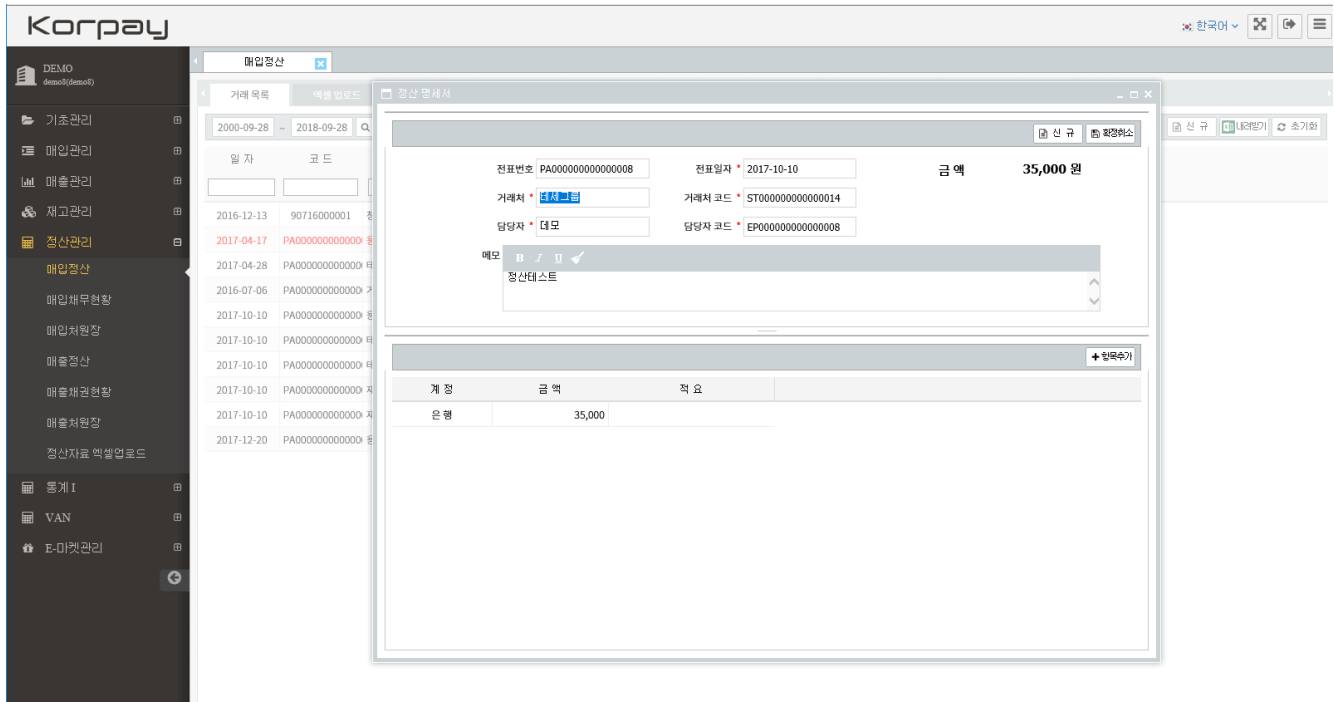 Korpay
한국어
DEMO
demo8(demo8)
기초관리
매입관리
매출관리
재고관리
정산관리
매입정산
매입채무현황
매입처원장
매출정산
매출채권현황
매출처원장
정산자료 엑셀업로드
통계 I
VAN
E-마켓관리
매입정산
거래 목록 엑셀 업로드
2000-09-28 ~ 2018-09-28
신 규 내려받기 초기화
일 자 코 드
2016-12-13 90716000001
2017-04-17
2017-04-28
2016-07-06
2017-10-10
2017-10-10
2017-10-10
2017-10-10
2017-10-10
2017-12-20
정산 명세서
신 규 확정취소
전표번호 PA000000000000008 전표일자 * 2017-10-10 금 액 35,000 원
거래처 * 테세그룹 거래처 코드 * ST000000000000014
담당자 * 데모 담당자 코드 * EP000000000000008
메모 B I U
정산테스트
+ 항목추가
계 정 금 액 적 요
은 행 35,000